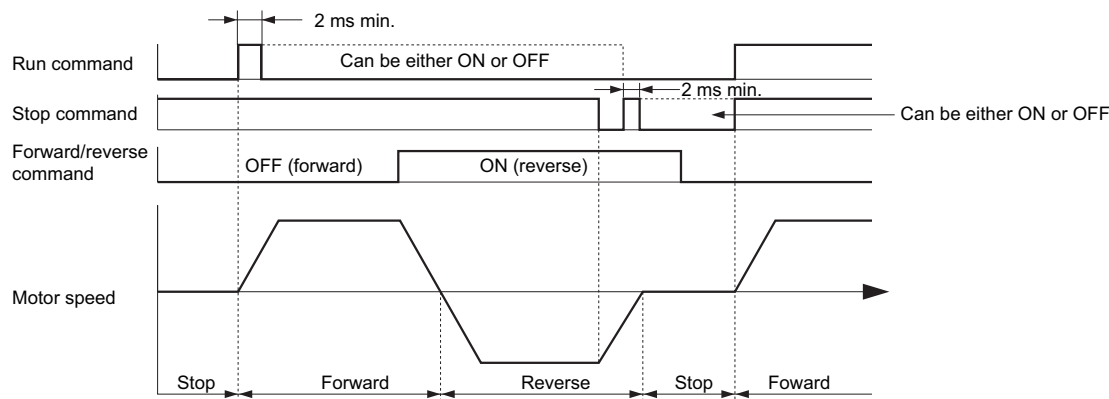 2 ms min.
Run command
Can be either ON or OFF
2 ms min.
Stop command
Can be either ON or OFF
Forward/reverse
command
OFF (forward)
ON (reverse)
Motor speed
Stop
Forward
Reverse
Stop
Foward